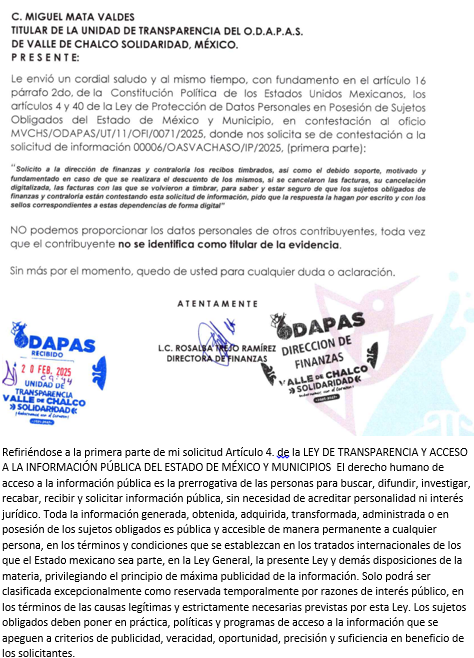 C. MIGUEL MATA VALDES
TITULAR DE LA UNIDAD DE TRANSPARENCIA DEL O.D.A.P.A.S.
DE VALLE DE CHALCO SOLIDARIDAD, MÉXICO.
P R E S E N T E:
Le envió un cordial saludo y al mismo tiempo, con fundamento en el artículo 16
párrafo 2do, de la Constitución Política de los Estados Unidos Mexicanos, los
artículos 4 y 40 de la Ley de Protección de Datos Personales en Posesión de Sujetos
Obligados del Estado de México y Municipio, en contestación al oficio
MVCHS/ODAPAS/UT/11/OFI/0071/2025, donde nos solicita se de contestación a la
solicitud de información 00006/OASVACHASO/IP/2025, (primera parte):
"Solicito a la dirección de finanzas y contraloría los recibos timbrados, así como el debido soporte, motivado y
fundamentado en caso de que se realizara el descuento de los mismos, si se cancelaron las facturas, su cancelación
digitalizada, las facturas con las que se volvieron a timbrar, para saber y estar seguro de que los sujetos obligados de
finanzas y contraloría están contestando esta solicitud de información, pido que la respuesta la hagan por escrito y con los
sellos correspondientes a estas dependencias de forma digital"
NO podemos proporcionar los datos personales de otros contribuyentes, toda vez
que el contribuyente no se identifica como titular de la evidencia.
Sin más por el momento, quedo de usted para cualquier duda o aclaración.
A T E N T A M E N T E
L.C. ROSALBA TREJO RAMÍREZ
DIRECTORA DE FINANZAS
ODAPAS
RECIBIDO
20 FEB. 2025
UNIDAD DE
TRANSPARENCIA
VALLE DE CHALCO
SOLIDARIDAD
ODAPAS
DIRECCION DE
FINANZAS
VALLE DE CHALCO
SOLIDARIDAD
Refiriéndose a la primera parte de mi solicitud Artículo 4. de la LEY DE TRANSPARENCIA Y ACCESO
A LA INFORMACIÓN PÚBLICA DEL ESTADO DE MÉXICO Y MUNICIPIOS El derecho humano de
acceso a la información pública es la prerrogativa de las personas para buscar, difundir, investigar,
recabar, recibir y solicitar información pública, sin necesidad de acreditar personalidad ni interés
jurídico. Toda la información generada, obtenida, adquirida, transformada, administrada o en
posesión de los sujetos obligados es pública y accesible de manera permanente a cualquier
persona, en los términos y condiciones que se establezcan en los tratados internacionales de los
que el Estado mexicano sea parte, en la Ley General, la presente Ley y demás disposiciones de la
materia, privilegiando el principio de máxima publicidad de la información. Solo podrá ser
clasificada excepcionalmente como reservada temporalmente por razones de interés público, en
los términos de las causas legítimas y estrictamente necesarias previstas por esta Ley. Los sujetos
obligados deben poner en práctica, políticas y programas de acceso a la información que se
apeguen a criterios de publicidad, veracidad, oportunidad, precisión y suficiencia en beneficio de
los solicitantes.